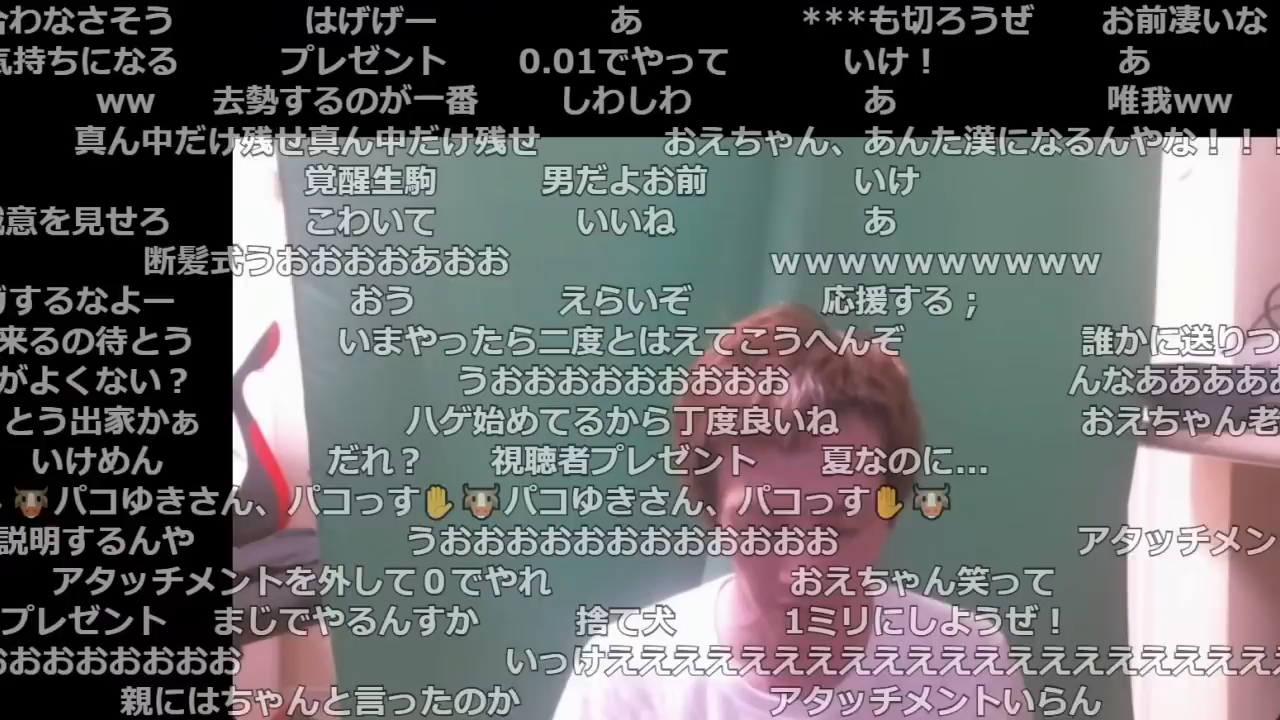 合わなさそう はげげー あ ***も切ろうぜ お前凄いな
気持ちになる プレゼント 0.01でやって いけ！ あ
ww 去勢するのが一番 しわしわ あ 唯我ww
真ん中だけ残せ真ん中だけ残せ おえちゃん、あんた漢になるんやな！！！
覚醒生駒 男だよお前 いけ
意を見せろ こわいて いいね あ
断髪式うおおおおあおお wwwwwwwwwww
するなよー おう えらいぞ 応援する；
来るの待とう いまやったら二度とはえてこうへんぞ 誰かに送りつ
がよくない？ うおおおおおおおおお んなあああああ
とう出家かぁ ハゲ始めてるから丁度良いね おえちゃん老
いけめん だれ？ 視聴者プレゼント 夏なのに...
✋🐮パコゆきさん、パコっす✋🐮パコゆきさん、パコっす✋🐮
説明するんや うおおおおおおおおおおおお アタッチメン
アタッチメントを外して０でやれ おえちゃん笑って
プレゼント まじでやるんすか 捨て犬 1ミリにしようぜ！
おおおおおおおお いっけええええええええええええええええええええ
親にはちゃんと言ったのか アタッチメントいらん